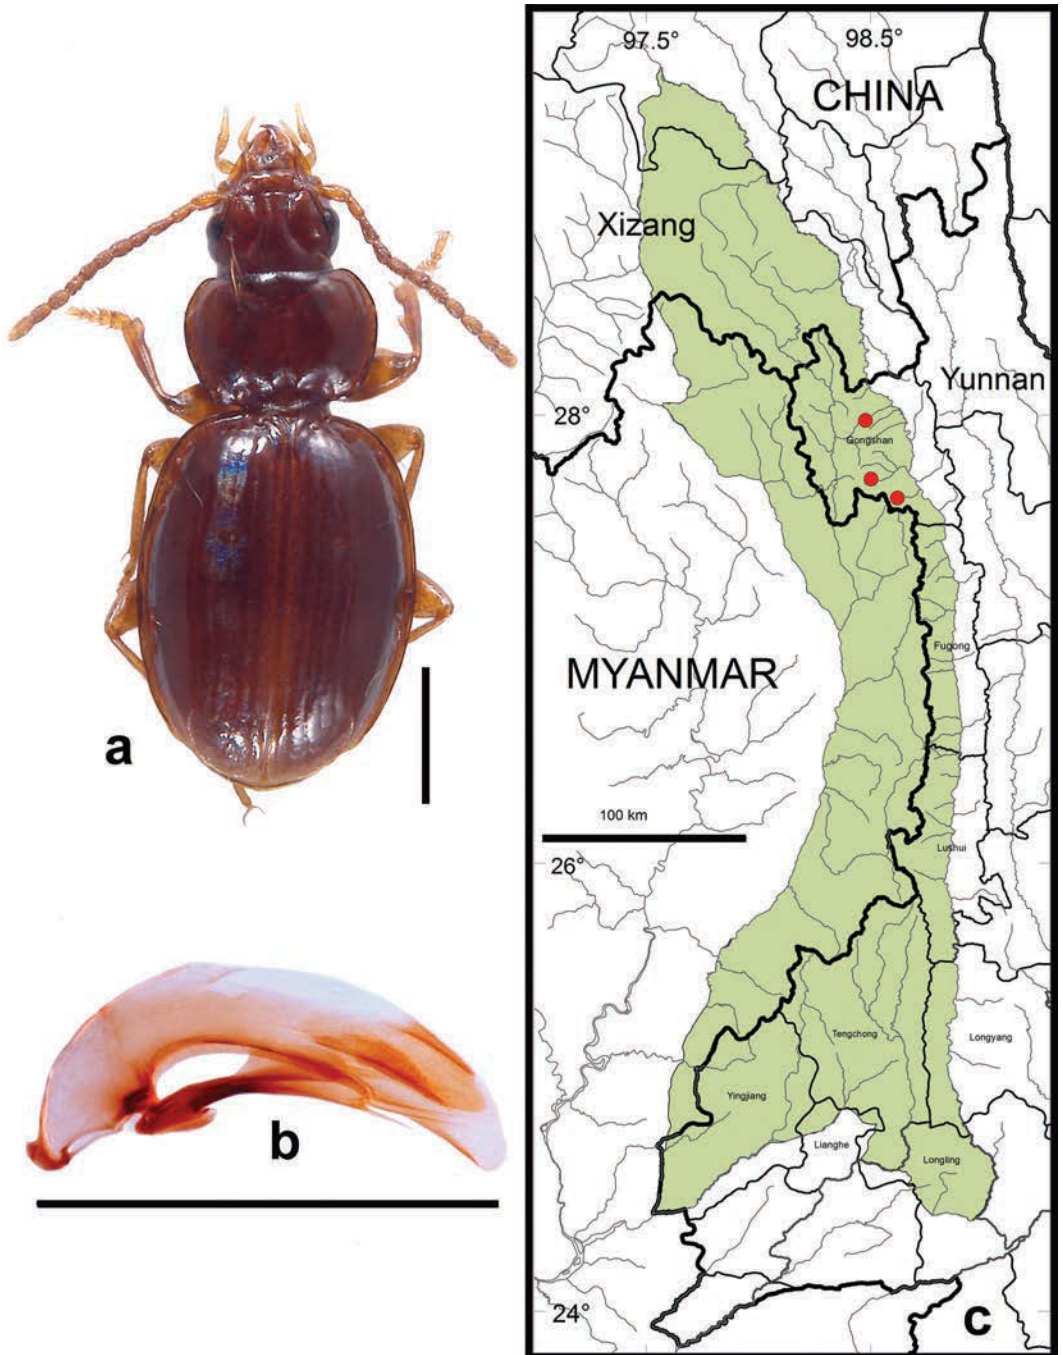 a
b
97.5°
98.5°
CHINA
Xizang
Yunnan
28°
Gongshan
MYANMAR
Fugong
100 km
Lushui
26°
Tengchong
Longyang
Yingjiang
Lianghe
Longling
24°
c